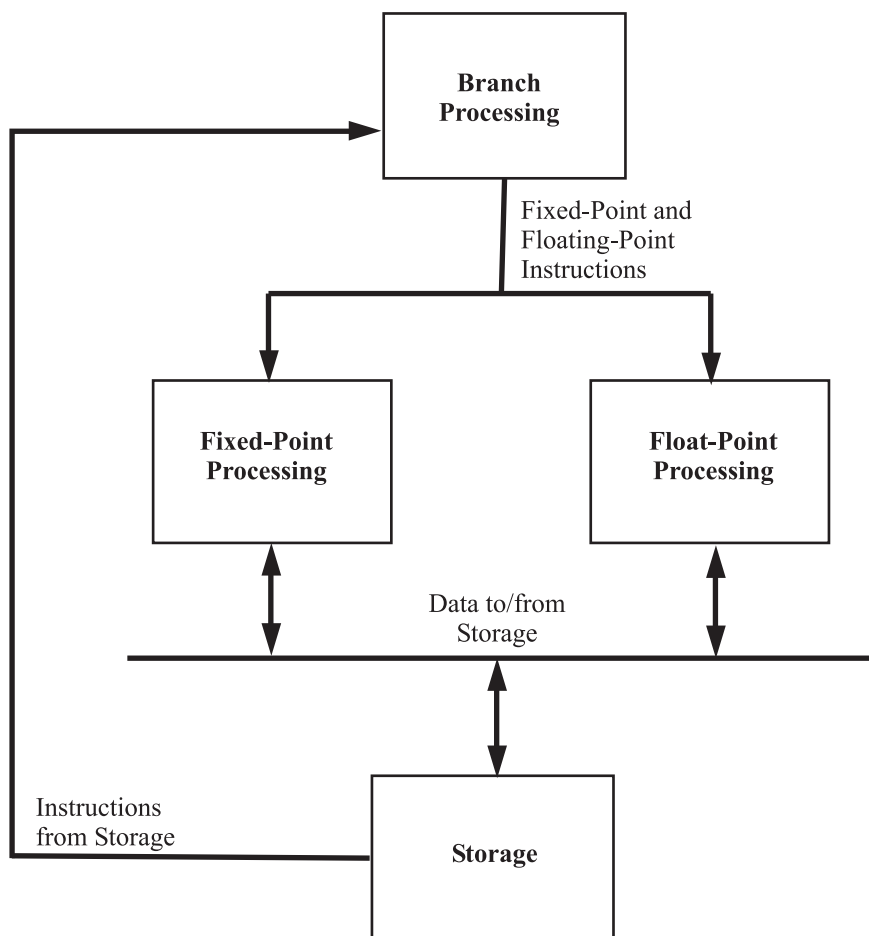 Branch
Processing
Fixed-Point and
Floating-Point
Instructions
Fixed-Point
Processing
Float-Point
Processing
Data to/from
Storage
Instructions
from Storage
Storage